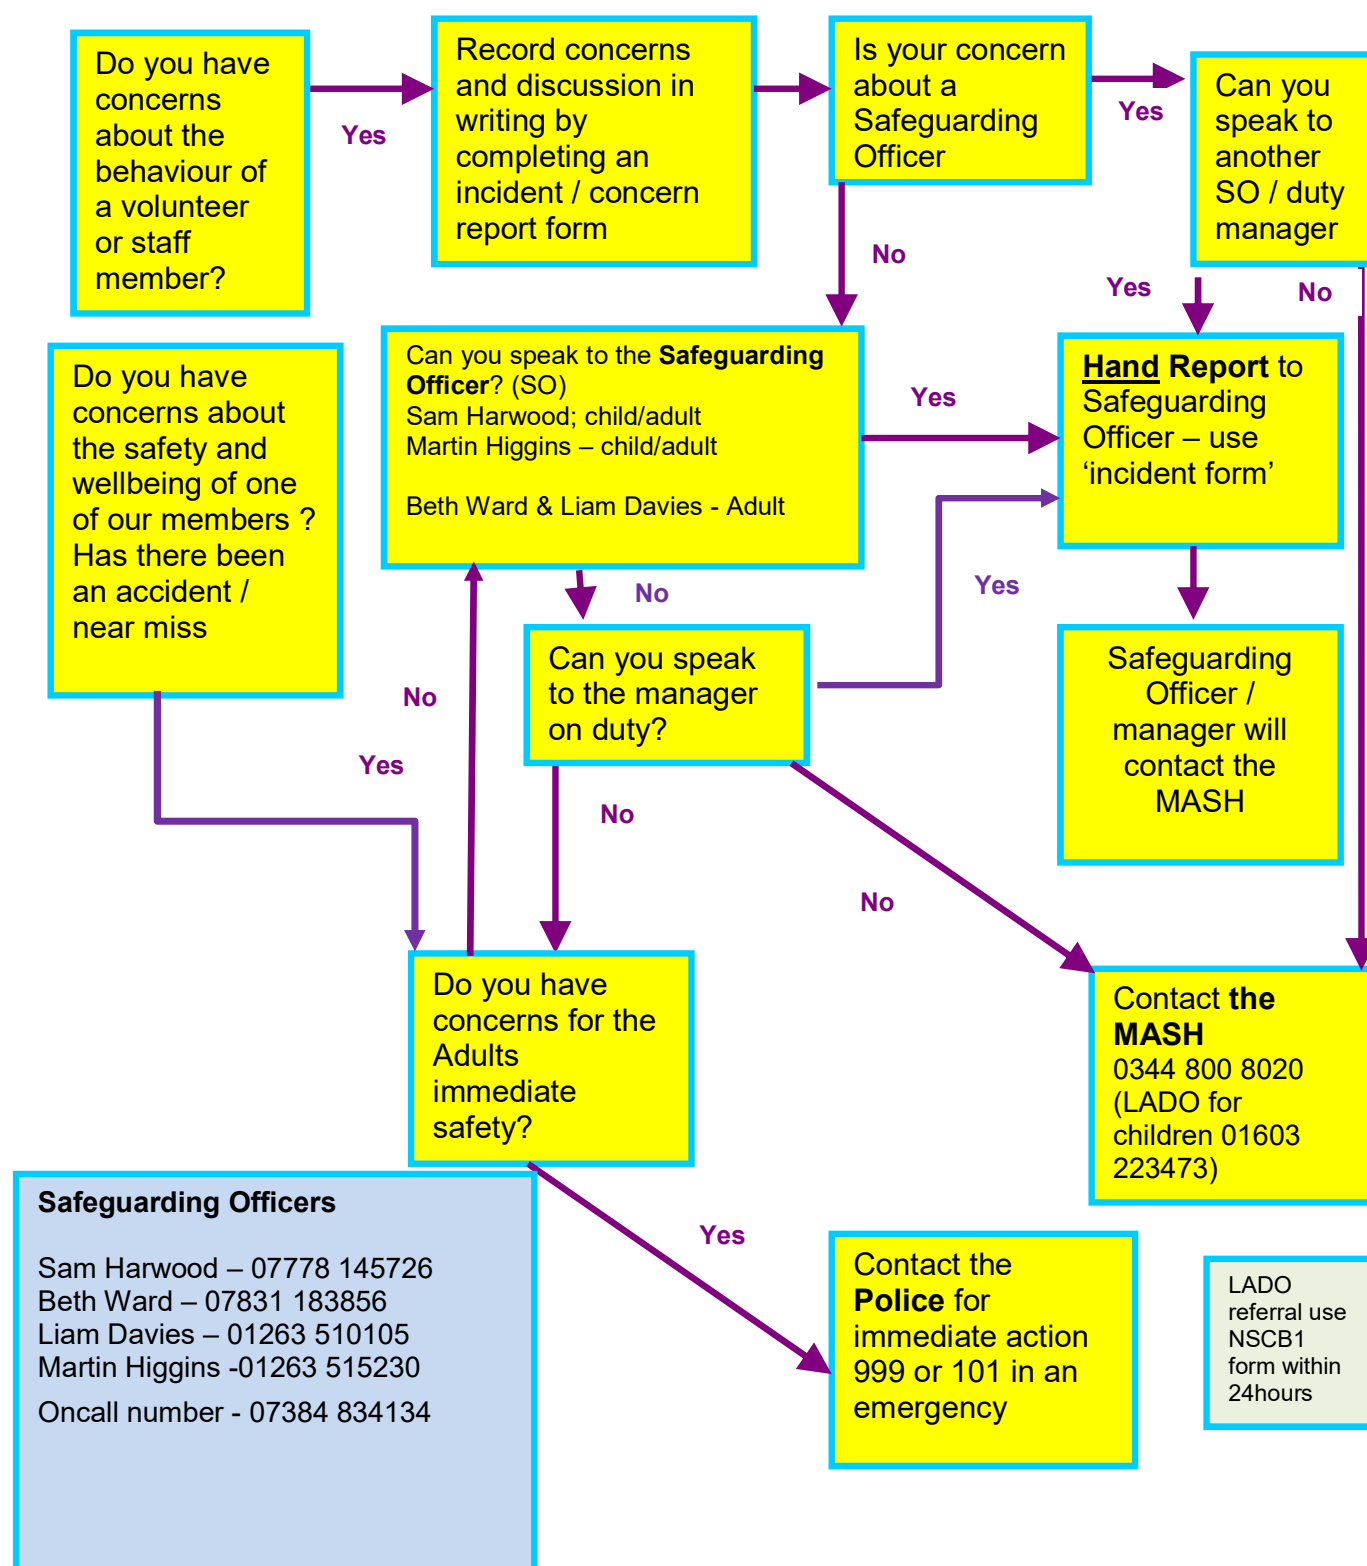 Do you have
concerns
about the
behaviour of
a volunteer
or staff
member?
Yes
Record concerns
and discussion in
writing by
completing an
incident / concern
report form
Is your concern
about a
Safeguarding
Officer
Yes
Can you
speak to
another
SO / duty
manager
No
Yes
No
Do you have
concerns about
the safety and
wellbeing of one
of our members ?
Has there been
an accident /
near miss
Can you speak to the Safeguarding
Officer? (SO)
Sam Harwood; child/adult
Martin Higgins – child/adult
Beth Ward & Liam Davies - Adult
Yes
Hand Report to
Safeguarding
Officer – use
‘incident form’
No
Yes
Can you speak
to the manager
on duty?
Safeguarding
Officer /
manager will
contact the
MASH
No
Yes
No
No
Do you have
concerns for the
Adults
immediate
safety?
Contact the
MASH
0344 800 8020
(LADO for
children 01603
223473)
Safeguarding Officers
Sam Harwood – 07778 145726
Beth Ward – 07831 183856
Liam Davies – 01263 510105
Martin Higgins -01263 515230
Oncall number - 07384 834134
Yes
Contact the
Police for
immediate action
999 or 101 in an
emergency
LADO
referral use
NSCB1
form within
24hours